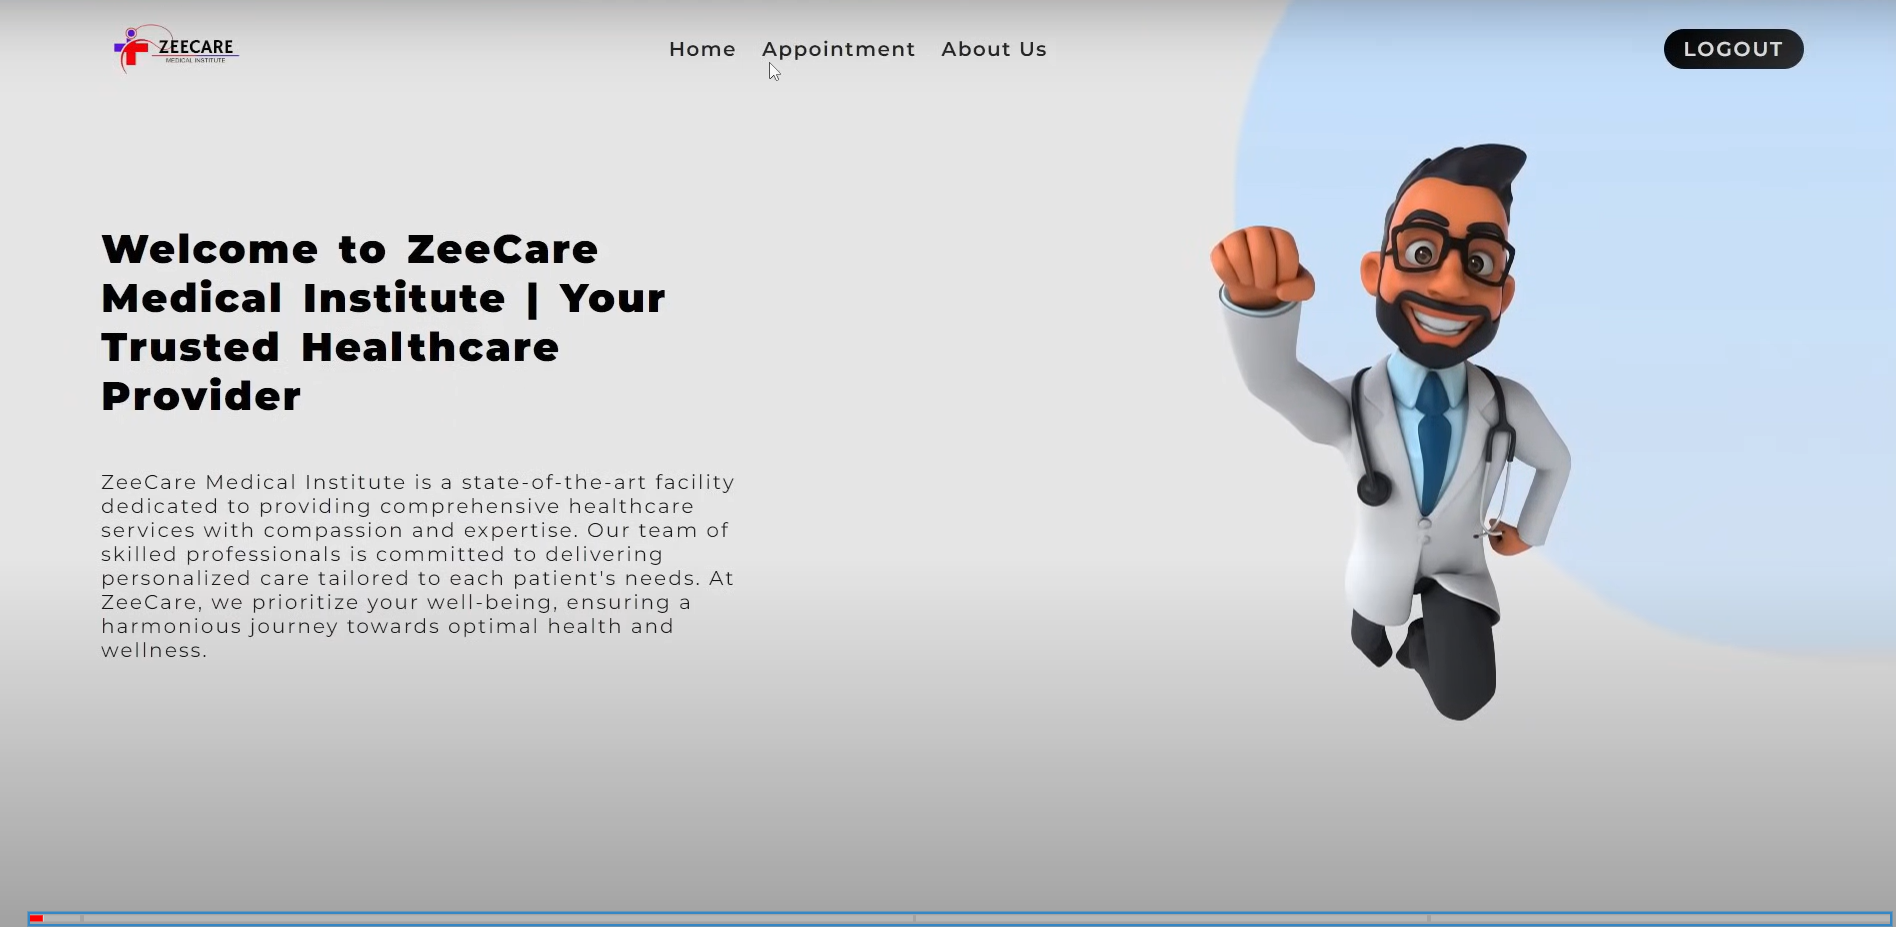 ZEECARE
MEDICAL INSTITUTE
Home Appointment About Us
LOGOUT
Welcome to ZeeCare
Medical Institute | Your
Trusted Healthcare
Provider
ZeeCare Medical Institute is a state-of-the-art facility
dedicated to providing comprehensive healthcare
services with compassion and expertise. Our team of
skilled professionals is committed to delivering
personalized care tailored to each patient's needs. At
ZeeCare, we prioritize your well-being, ensuring a
harmonious journey towards optimal health and
wellness.